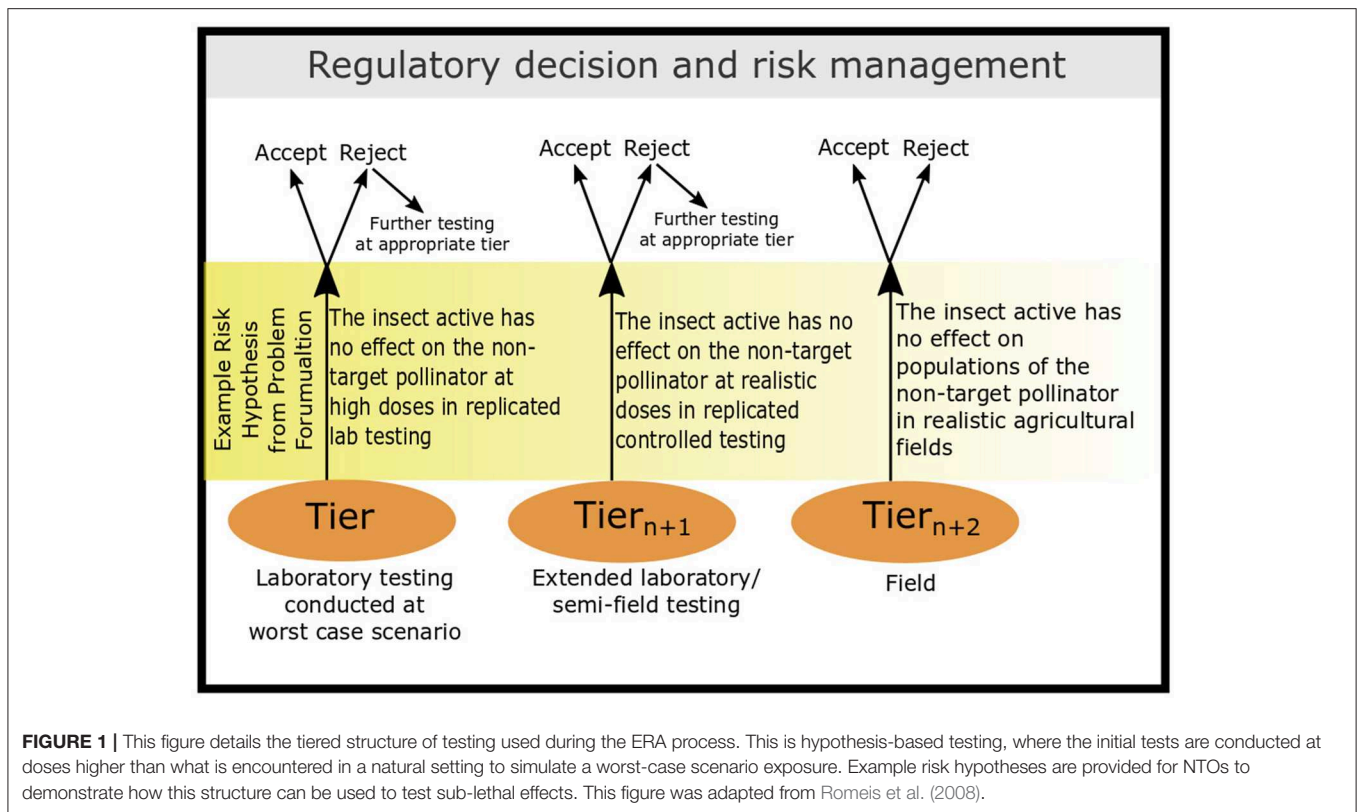 Regulatory decision and risk management
Accept Reject
Further testing
at appropriate tier
Accept Reject
Further testing
at appropriate tier
Accept Reject
Example Risk
Hypothesis
from Problem
Forumualtion
The insect active has
no effect on the non-
target pollinator at
high doses in replicated
lab testing
The insect active has no
effect on the non-target
pollinator at realistic
doses in replicated
controlled testing
The insect active has
no effect on
populations of the
non-target pollinator
in realistic agricultural
fields
Tier
Tiern+1
Tiern+2
Laboratory testing
conducted at
worst case scenario
Extended laboratory/
semi-field testing
Field
FIGURE 1 | This figure details the tiered structure of testing used during the ERA process. This is hypothesis-based testing, where the initial tests are conducted at
doses higher than what is encountered in a natural setting to simulate a worst-case scenario exposure. Example risk hypotheses are provided for NTOs to
demonstrate how this structure can be used to test sub-lethal effects. This figure was adapted from Romeis et al. (2008).